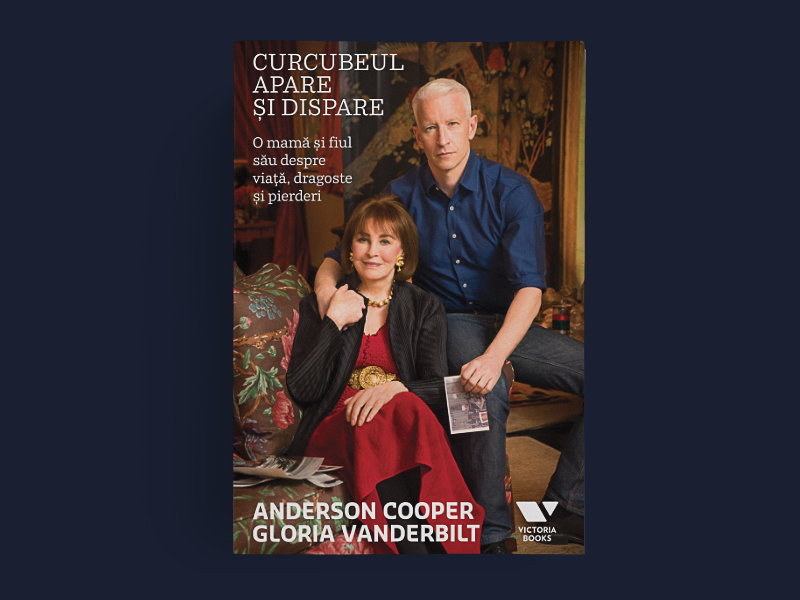 CURCUBEUL
APARE
ȘI DISPARE
O mamă și fiul
său despre
viață, dragoste
și pierderi
ANDERSON COOPER
GLORIA VANDERBILT
VICTORIA
BOOKS